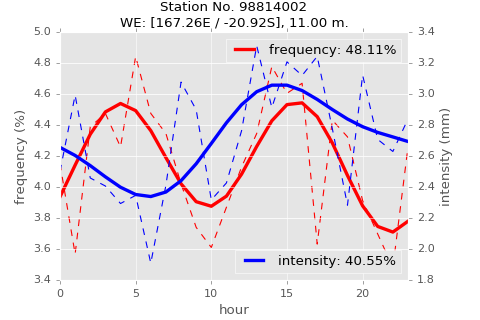 Station No. 98814002
WE: [167.26E / -20.92S], 11.00 m.
frequency: 48.11%
intensity: 40.55%
frequency (%)
5.0
4.8
4.6
4.4
4.2
4.0
3.8
3.6
3.4
intensity (mm)
3.4
3.2
3.0
2.8
2.6
2.4
2.2
2.0
1.8
0 5 10 15 20
hour